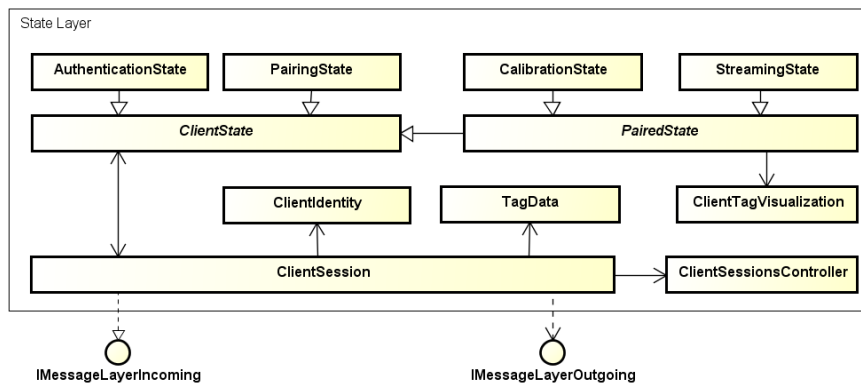 State Layer
AuthenticationState
PairingState
CalibrationState
StreamingState
ClientState
PairedState
ClientIdentity
TagData
ClientTagVisualization
ClientSession
ClientSessionsController
IMessageLayerIncoming
IMessageLayerOutgoing